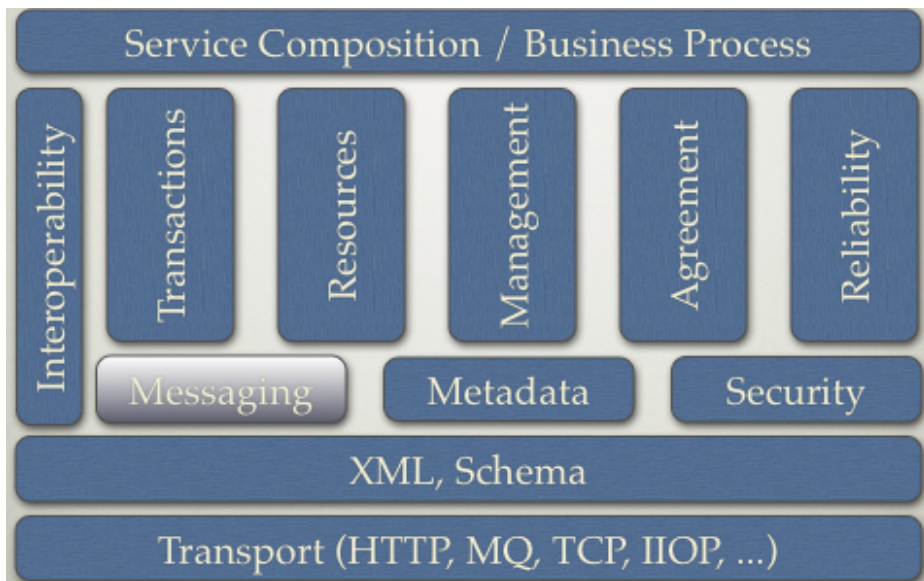 Service Composition / Business Process
Interoperability
Transactions
Resources
Management
Agreement
Reliability
Messaging
Metadata
Security
XML, Schema
Transport (HTTP, MQ, TCP, IIOP, ...)